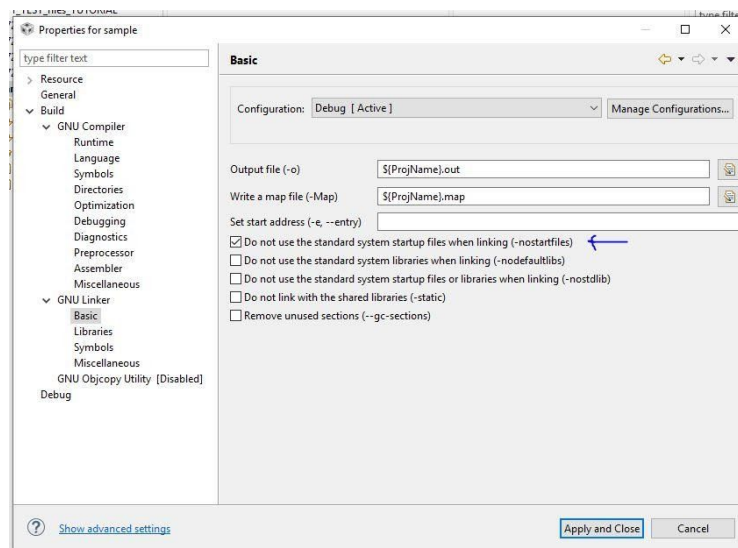 T_TEST_files_TUTORIAL
type filte
Properties for sample
type filter text
Basic
Resource
General
Build
GNU Compiler
Runtime
Language
Symbols
Directories
Optimization
Debugging
Diagnostics
Preprocessor
Assembler
Miscellaneous
GNU Linker
Basic
Libraries
Symbols
Miscellaneous
GNU Objcopy Utility [Disabled]
Debug
Configuration: Debug [ Active ]
Manage Configurations...
Output file (-o) ${ProjName}.out
Write a map file (-Map) ${ProjName}.map
Set start address (-e, --entry)
Do not use the standard system startup files when linking (-nostartfiles)
Do not use the standard system libraries when linking (-nodefaultlibs)
Do not use the standard system startup files or libraries when linking (-nostdlib)
Do not link with the shared libraries (-static)
Remove unused sections (--gc-sections)
Show advanced settings
Apply and Close
Cancel